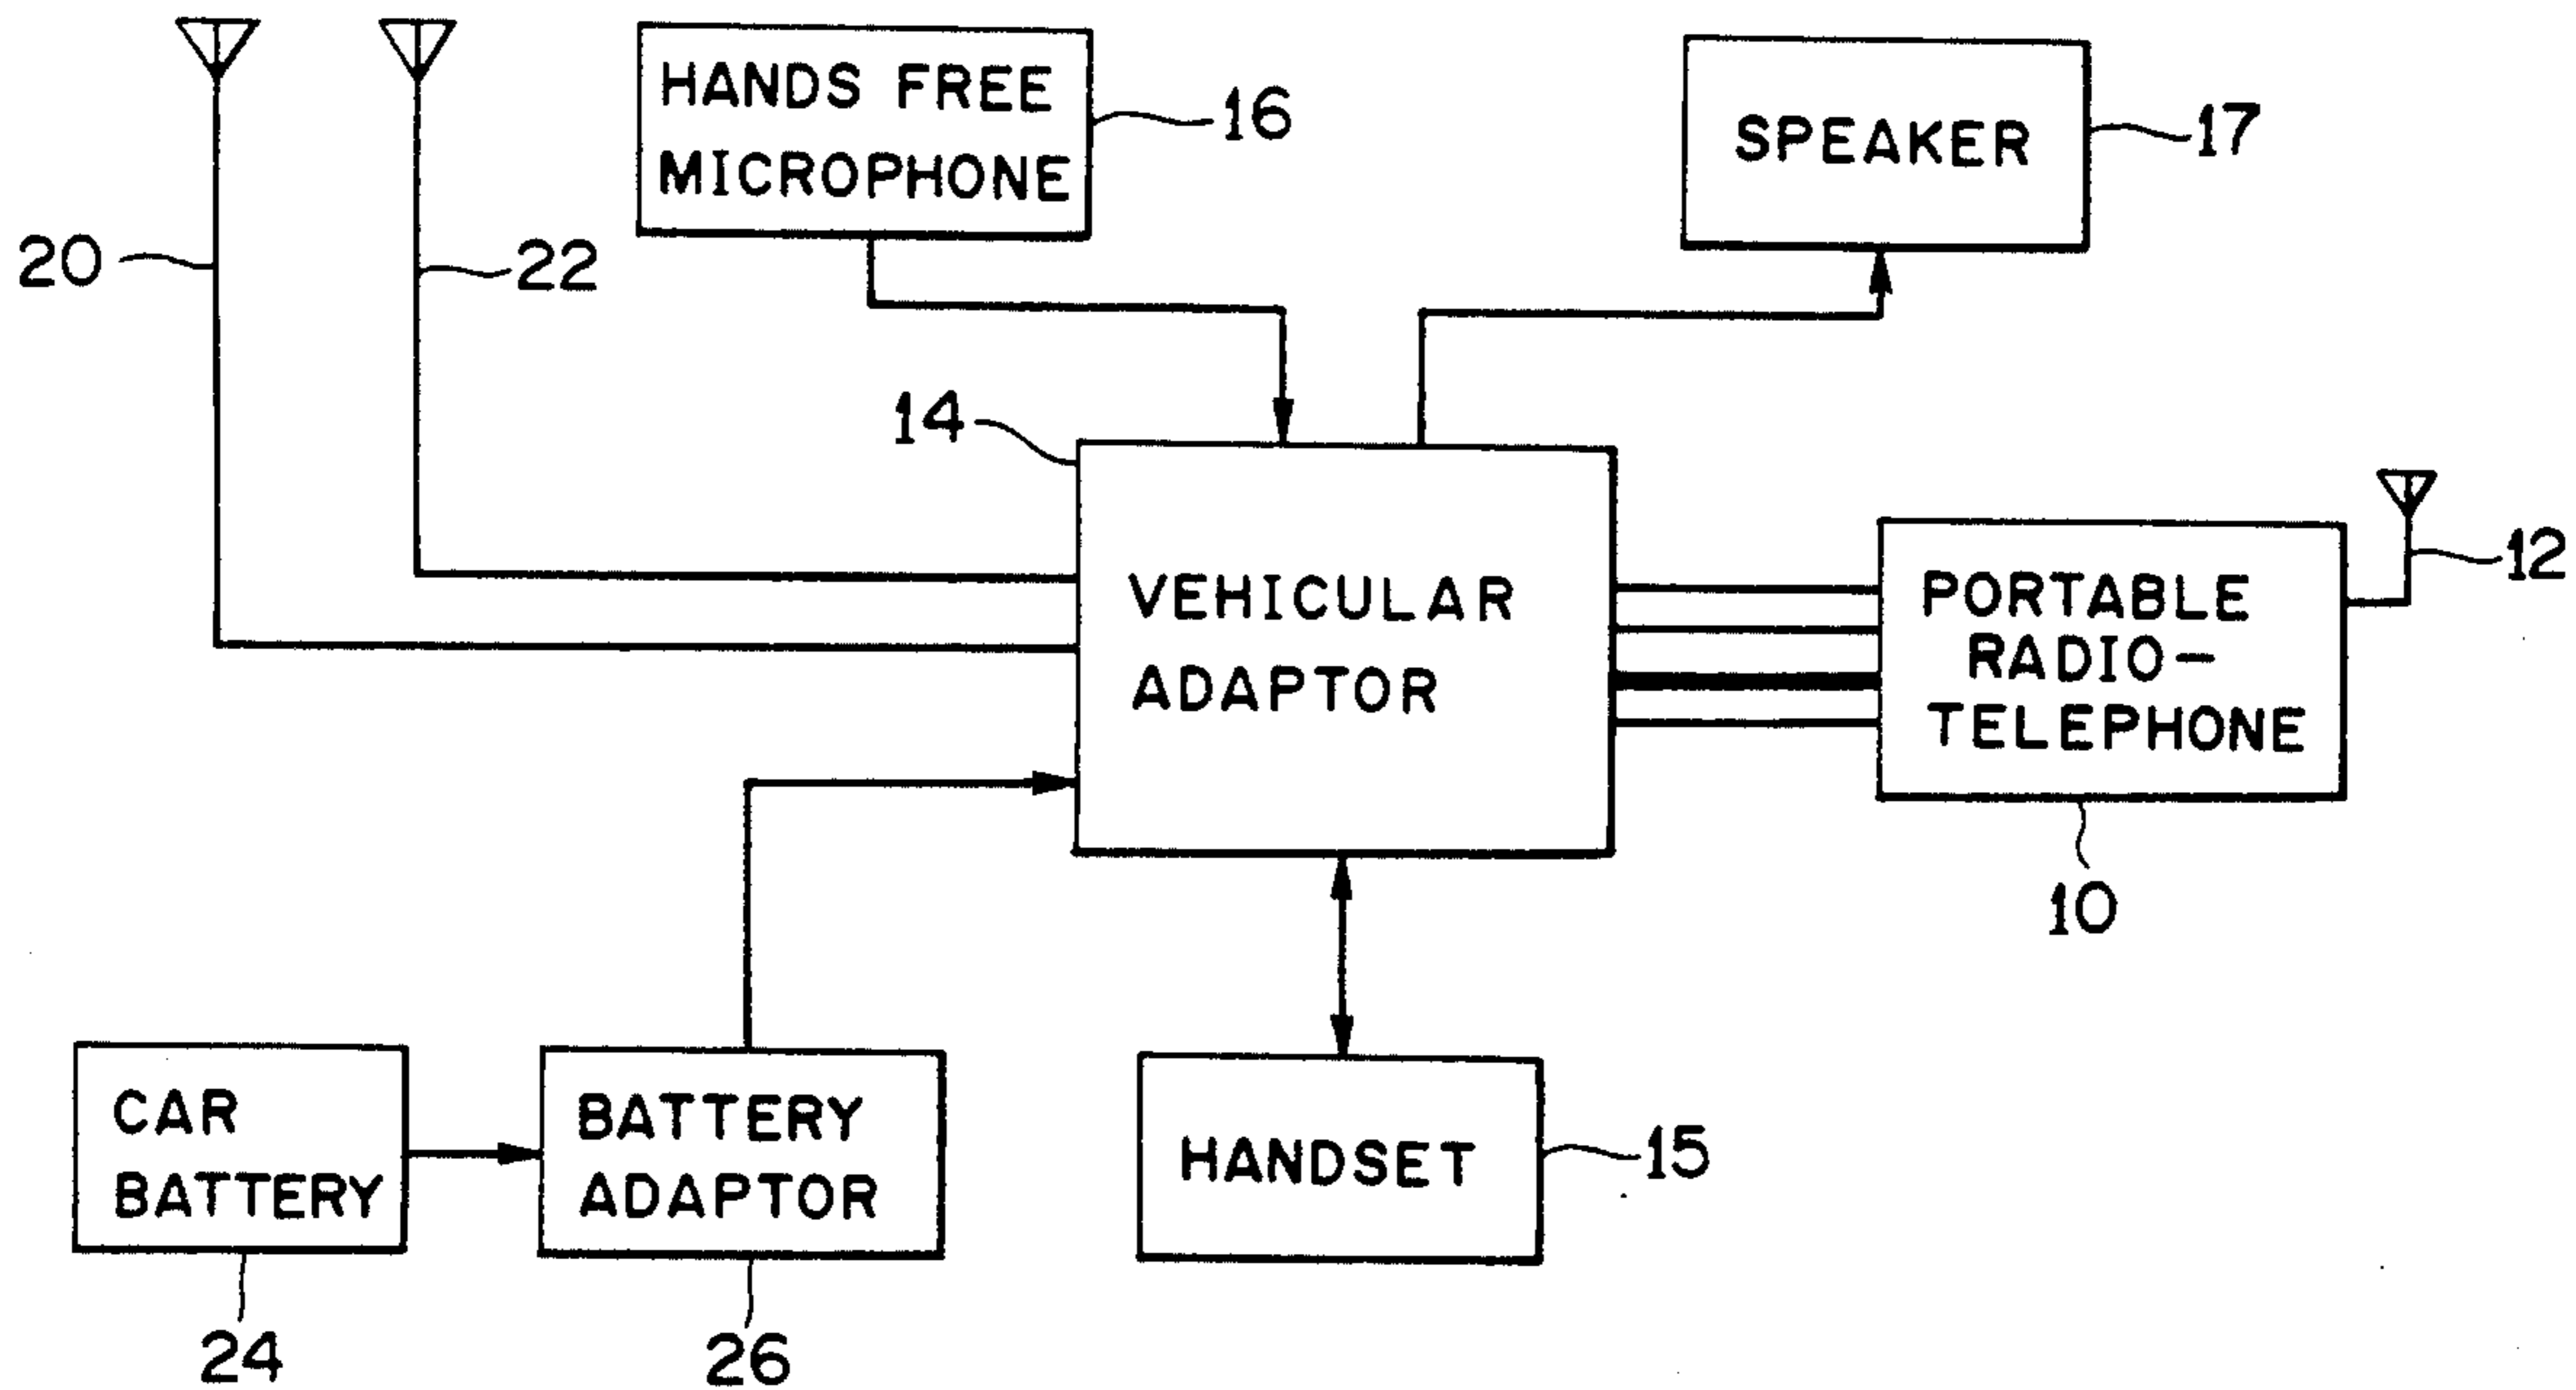 HANDS FREE
MICROPHONE
16
SPEAKER
17
20
22
14
VEHICULAR
ADAPTOR
PORTABLE
RADIO-
TELEPHONE
12
10
CAR
BATTERY
24
BATTERY
ADAPTOR
26
HANDSET
15